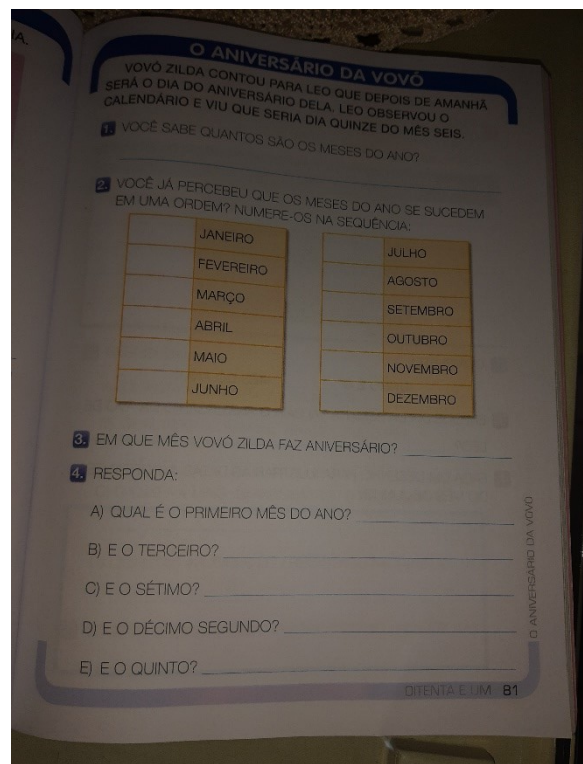 O ANIVERSÁRIO DA VOVÓ
VOVÓ ZILDA CONTOU PARA LEO QUE DEPOIS DE AMANHÃ
SERÁ O DIA DO ANIVERSÁRIO DELA. LEO OBSERVOU O
CALENDÁRIO E VIU QUE SERIA DIA QUINZE DO MÊS SEIS.
1. VOCÊ SABE QUANTOS SÃO OS MESES DO ANO?
2. VOCÊ JÁ PERCEBEU QUE OS MESES DO ANO SE SUCEDEM
EM UMA ORDEM? NUMERE-OS NA SEQUÊNCIA:
JANEIRO
FEVEREIRO
MARÇO
ABRIL
MAIO
JUNHO
JULHO
AGOSTO
SETEMBRO
OUTUBRO
NOVEMBRO
DEZEMBRO
3. EM QUE MÊS VOVÓ ZILDA FAZ ANIVERSÁRIO?
4. RESPONDA:
A) QUAL É O PRIMEIRO MÊS DO ANO?
B) E O TERCEIRO?
C) E O SÉTIMO?
D) E O DÉCIMO SEGUNDO?
E) E O QUINTO?
O ANIVERSÁRIO DA VOVÓ
OITENTA E UM 81